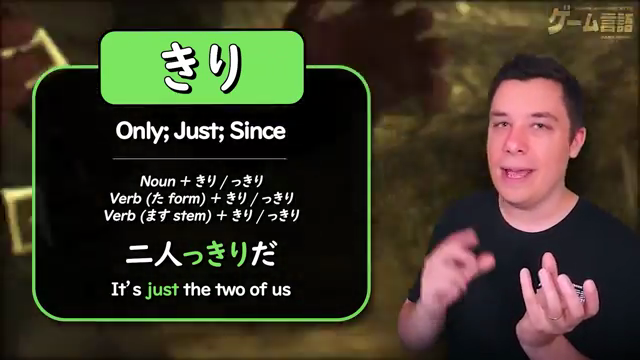 ゲーム言語
きり
Only; Just; Since
Noun + きり / っきり
Verb (た form) + きり / っきり
Verb (ます stem) + きり / っきり
二人っきりだ
It's just the two of us